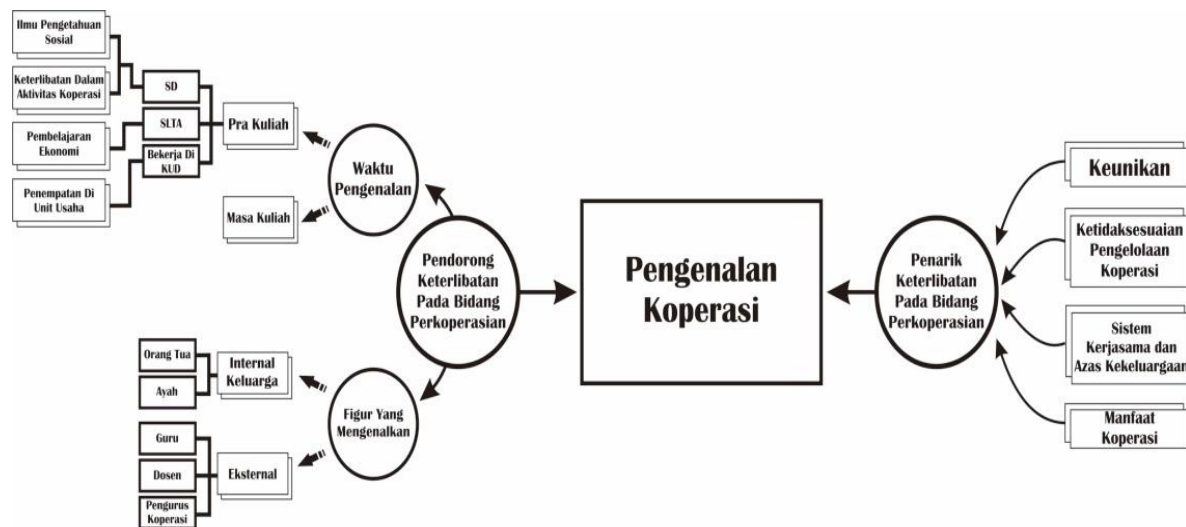 Ilmu Pengetahuan
Sosial
Keterlibatan Dalam
Aktivitas Koperasi
Pembelajaran
Ekonomi
Penempatan Di
Unit Usaha
SD
SLTA
Bekerja Di
KUD
Pra Kuliah
Masa Kuliah
Waktu
Pengenalan
Pendorong
Keterlibatan
Pada Bidang
Perkoperasian
Orang Tua
Ayah
Internal
Keluarga
Guru
Dosen
Pengurus
Koperasi
Eksternal
Figur Yang
Mengenalkan
Pengenalan
Koperasi
Penarik
Keterlibatan
Pada Bidang
Perkoperasian
Keunikan
Ketidaksesuaian
Pengelolaan
Koperasi
Sistem
Kerjasama dan
Azas Kekeluargaan
Manfaat
Koperasi